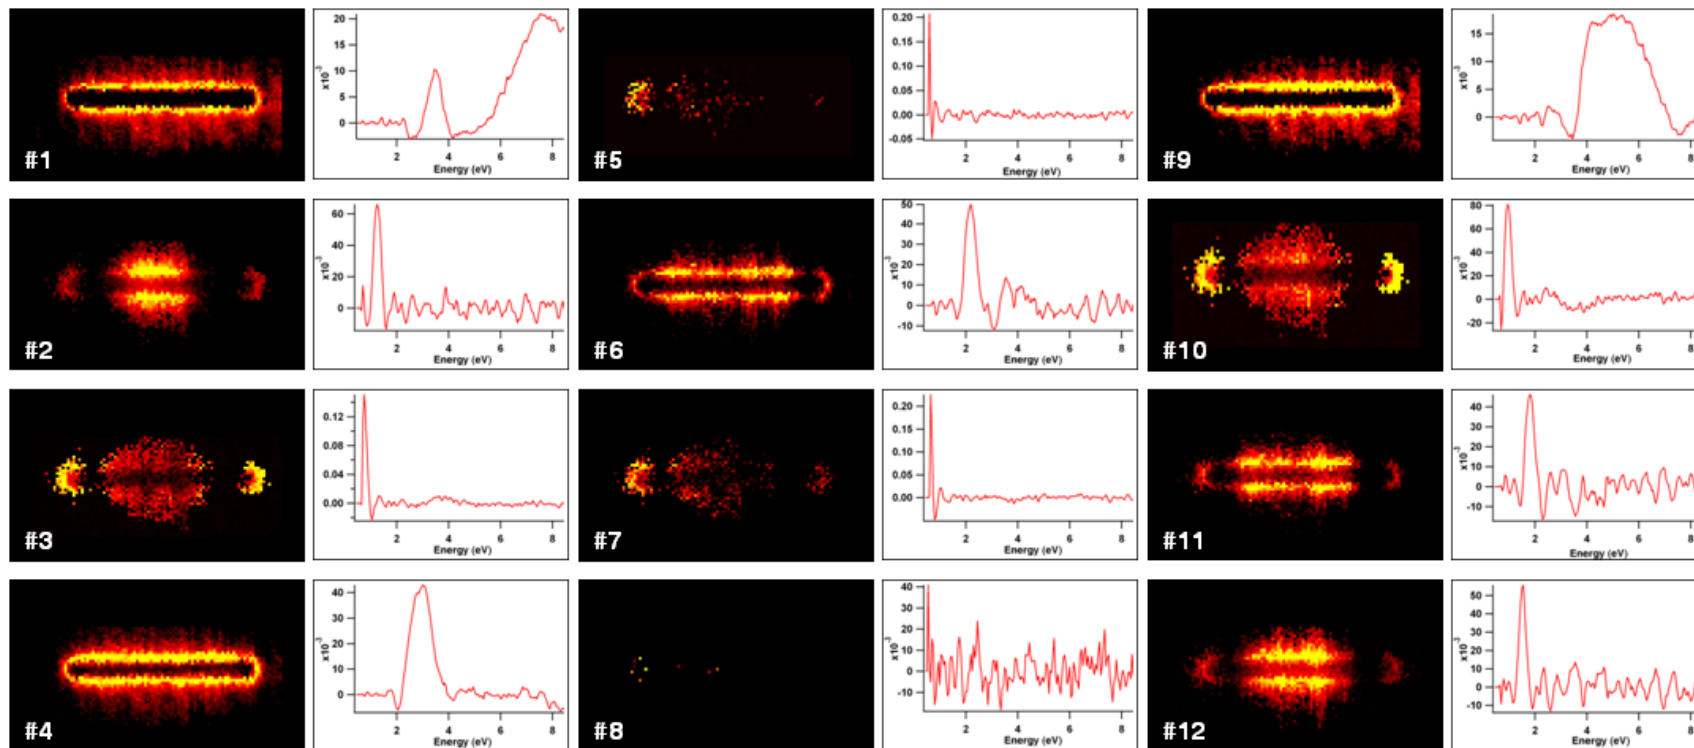 #1
x10⁻³
20
15
10
5
0
2 4 6 8
Energy (eV)
#2
x10⁻³
60
40
20
0
2 4 6 8
Energy (eV)
#3
0.12
0.08
0.04
0.00
2 4 6 8
Energy (eV)
#4
x10⁻³
40
30
20
10
0
2 4 6 8
Energy (eV)
#5
0.20
0.15
0.10
0.05
0.00
-0.05
2 4 6 8
Energy (eV)
#6
x10⁻³
50
40
30
20
10
0
-10
2 4 6 8
Energy (eV)
#7
0.20
0.15
0.10
0.05
0.00
2 4 6 8
Energy (eV)
#8
x10⁻³
40
30
20
10
0
-10
2 4 6 8
Energy (eV)
#9
x10⁻³
15
10
5
0
2 4 6 8
Energy (eV)
#10
x10⁻³
80
60
40
20
0
-20
2 4 6 8
Energy (eV)
#11
x10⁻³
40
30
20
10
0
-10
2 4 6 8
Energy (eV)
#12
x10⁻³
50
40
30
20
10
0
-10
2 4 6 8
Energy (eV)